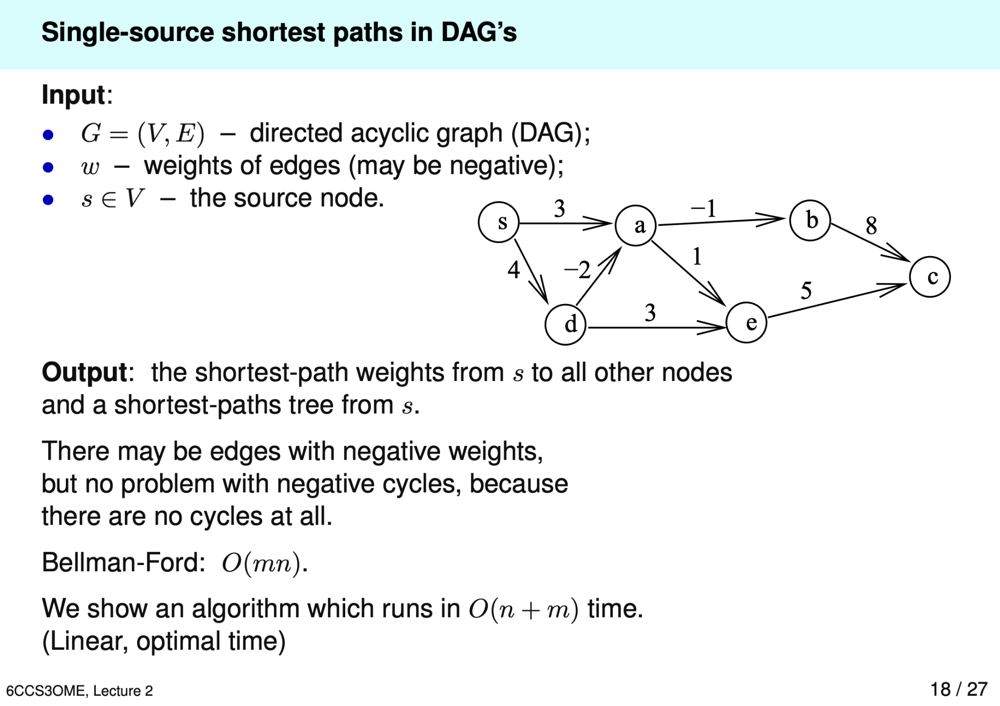 Single-source shortest paths in DAG’s
Input:
• G = (V, E) – directed acyclic graph (DAG);
• w – weights of edges (may be negative);
• s ∈ V – the source node.
3
−1
s
a
b
8
4
−2
1
c
5
3
d
e
Output: the shortest-path weights from s to all other nodes
and a shortest-paths tree from s.
There may be edges with negative weights,
but no problem with negative cycles, because
there are no cycles at all.
Bellman-Ford: O(mn).
We show an algorithm which runs in O(n + m) time.
(Linear, optimal time)
6CCS3OME, Lecture 2
18 / 27